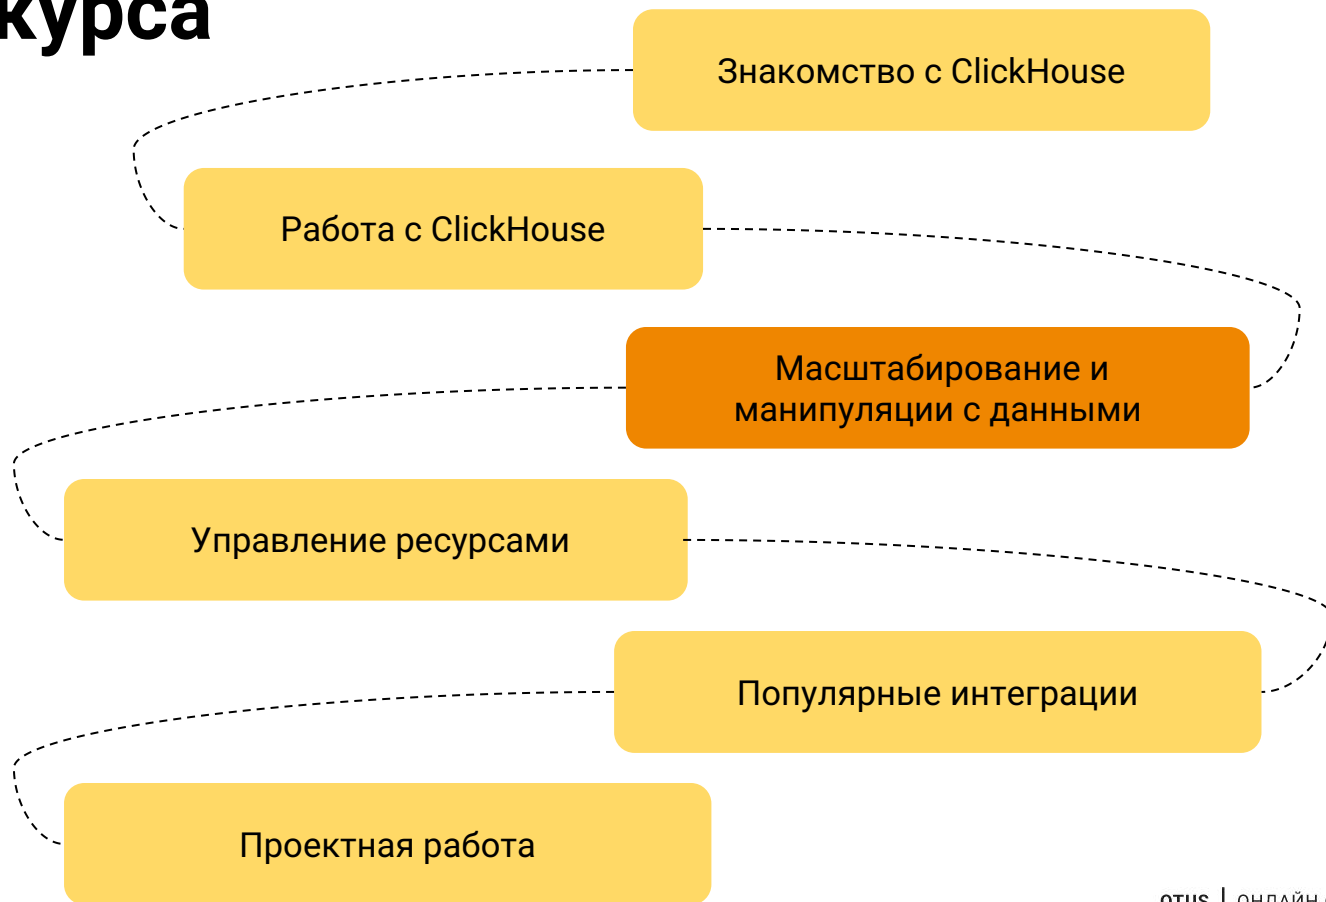 курса
Знакомство с ClickHouse
Работа с ClickHouse
Масштабирование и
манипуляции с данными
Управление ресурсами
Популярные интеграции
Проектная работа
OTUS | ОНЛАЙН